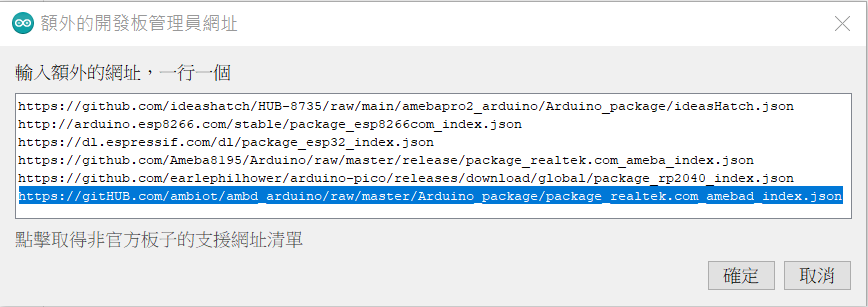 額外的開發板管理員網址
輸入額外的網址，一行一個
https://github.com/ideashatch/HUB-8735/raw/main/amebapro2_arduino/Arduino_package/ideasHatch.json
http://arduino.esp8266.com/stable/package_esp8266com_index.json
https://dl.espressif.com/dl/package_esp32_index.json
https://github.com/Ameba8195/Arduino/raw/master/release/package_realtek.com_ameba_index.json
https://github.com/earlephilhower/arduino-pico/releases/download/global/package_rp2040_index.json
https://gitHUB.com/ambiot/ambd_arduino/raw/master/Arduino_package/package_realtek.com_amebad_index.json
點擊取得非官方板子的支援網址清單
確定 取消